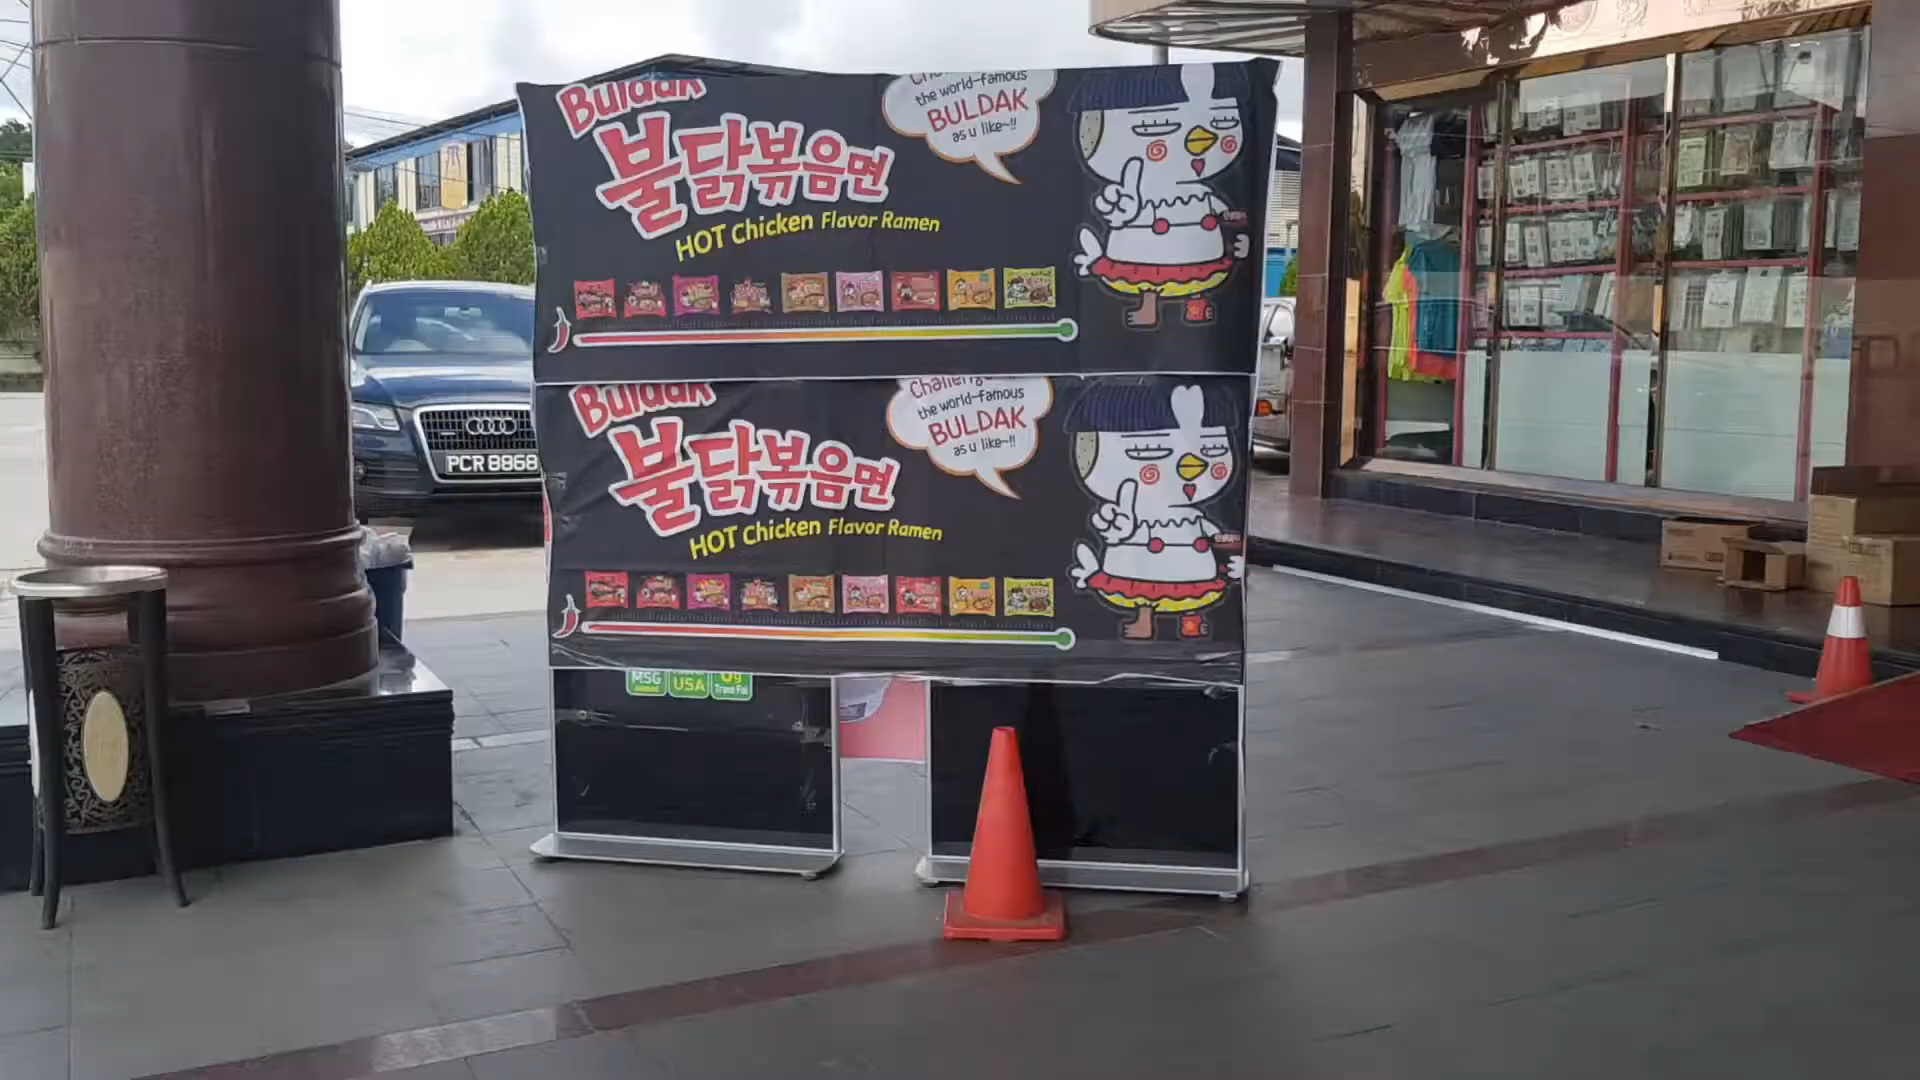 Buldak
불닭볶음면
HOT Chicken Flavor Ramen
the world-famous
BULDAK
as u like~!!
Buldak
불닭볶음면
HOT Chicken Flavor Ramen
Challenge
the world-famous
BULDAK
as u like~!!
MSG
USA
0g
Trans Fat
PCR 8868